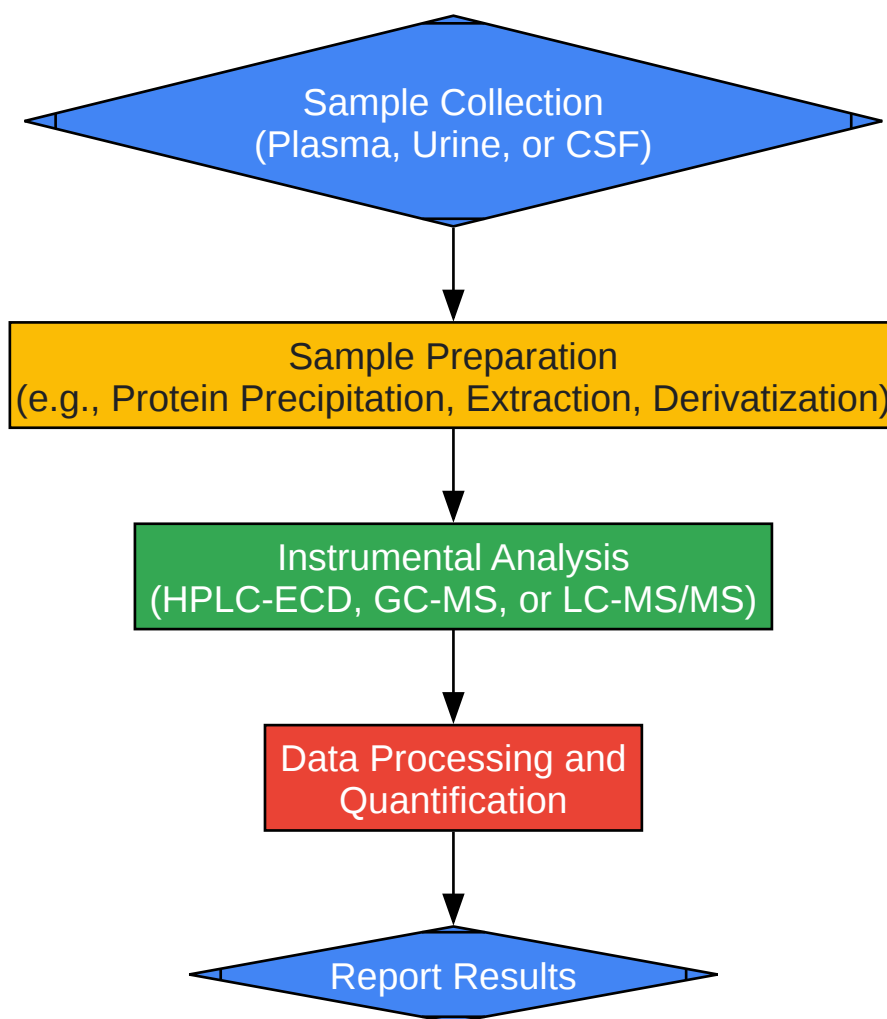 Sample Collection
(Plasma, Urine, or CSF)
Sample Preparation
(e.g., Protein Precipitation, Extraction, Derivatization)
Instrumental Analysis
(HPLC-ECD, GC-MS, or LC-MS/MS)
Data Processing and
Quantification
Report Results